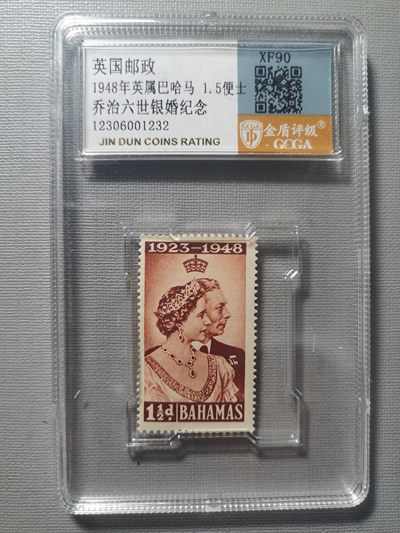 英国邮政
XF90
1948年英属巴哈马 1.5便士
乔治六世银婚纪念
12306001232
金盾评级®
-GCGA
JIN DUN COINS RATING
1923-1948
1½d. BAHAMAS